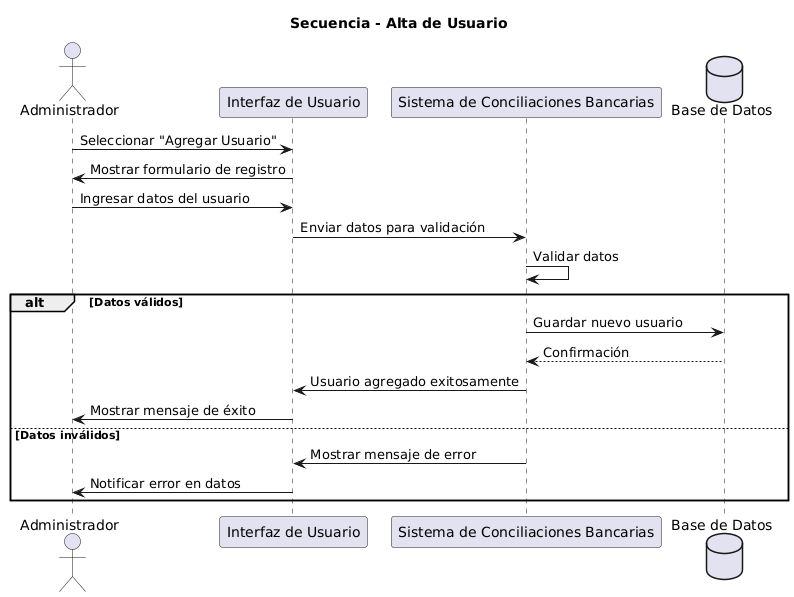 Secuencia - Alta de Usuario
Administrador
Interfaz de Usuario
Sistema de Conciliaciones Bancarias
Base de Datos
Seleccionar "Agregar Usuario"
Mostrar formulario de registro
Ingresar datos del usuario
Enviar datos para validación
Validar datos
alt
[Datos válidos]
Guardar nuevo usuario
Confirmación
Usuario agregado exitosamente
Mostrar mensaje de éxito
[Datos inválidos]
Mostrar mensaje de error
Notificar error en datos
Administrador
Interfaz de Usuario
Sistema de Conciliaciones Bancarias
Base de Datos